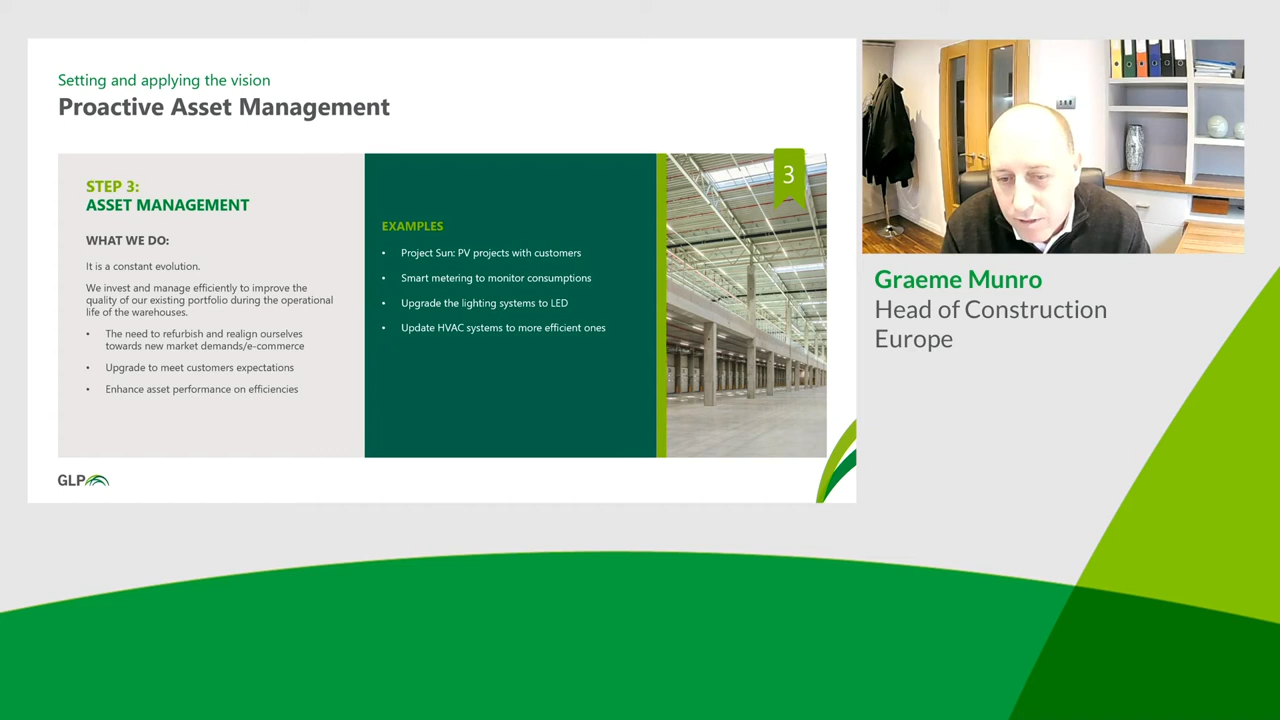 Setting and applying the vision
Proactive Asset Management
STEP 3:
ASSET MANAGEMENT
WHAT WE DO:
It is a constant evolution.
We invest and manage efficiently to improve the
quality of our existing portfolio during the operational
life of the warehouses.
• The need to refurbish and realign ourselves
towards new market demands/e-commerce
• Upgrade to meet customers expectations
• Enhance asset performance on efficiencies
EXAMPLES
• Project Sun: PV projects with customers
• Smart metering to monitor consumptions
• Upgrade the lighting systems to LED
• Update HVAC systems to more efficient ones
3
GLP
Graeme Munro
Head of Construction
Europe